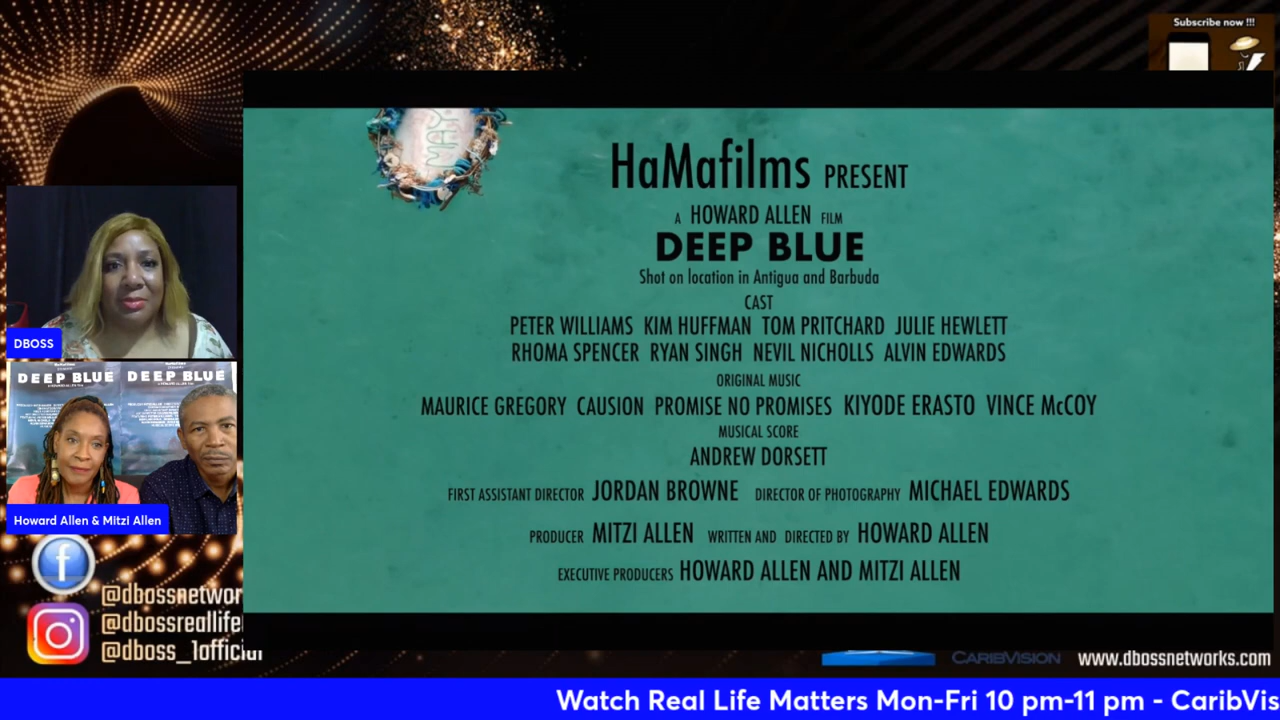 Subscribe now !!!
MAY
HaMafilms PRESENT
A HOWARD ALLEN FILM
DEEP BLUE
Shot on location in Antigua and Barbuda
CAST
PETER WILLIAMS KIM HUFFMAN TOM PRITCHARD JULIE HEWLETT
RHOMA SPENCER RYAN SINGH NEVIL NICHOLLS ALVIN EDWARDS
ORIGINAL MUSIC
MAURICE GREGORY CAUSION PROMISE NO PROMISES KIYODE ERASTO VINCE McCOY
MUSICAL SCORE
ANDREW DORSETT
FIRST ASSISTANT DIRECTOR JORDAN BROWNE DIRECTOR OF PHOTOGRAPHY MICHAEL EDWARDS
PRODUCER MITZI ALLEN WRITTEN AND DIRECTED BY HOWARD ALLEN
EXECUTIVE PRODUCERS HOWARD ALLEN AND MITZI ALLEN
DBOSS
DEEP BLUE DEEP BLUE
Howard Allen & Mitzi Allen
@dbossnetwor
@dbossreallife
@dboss_1official
CARIBVISION
www.dbossnetworks.com
Watch Real Life Matters Mon-Fri 10 pm-11 pm - CaribVis